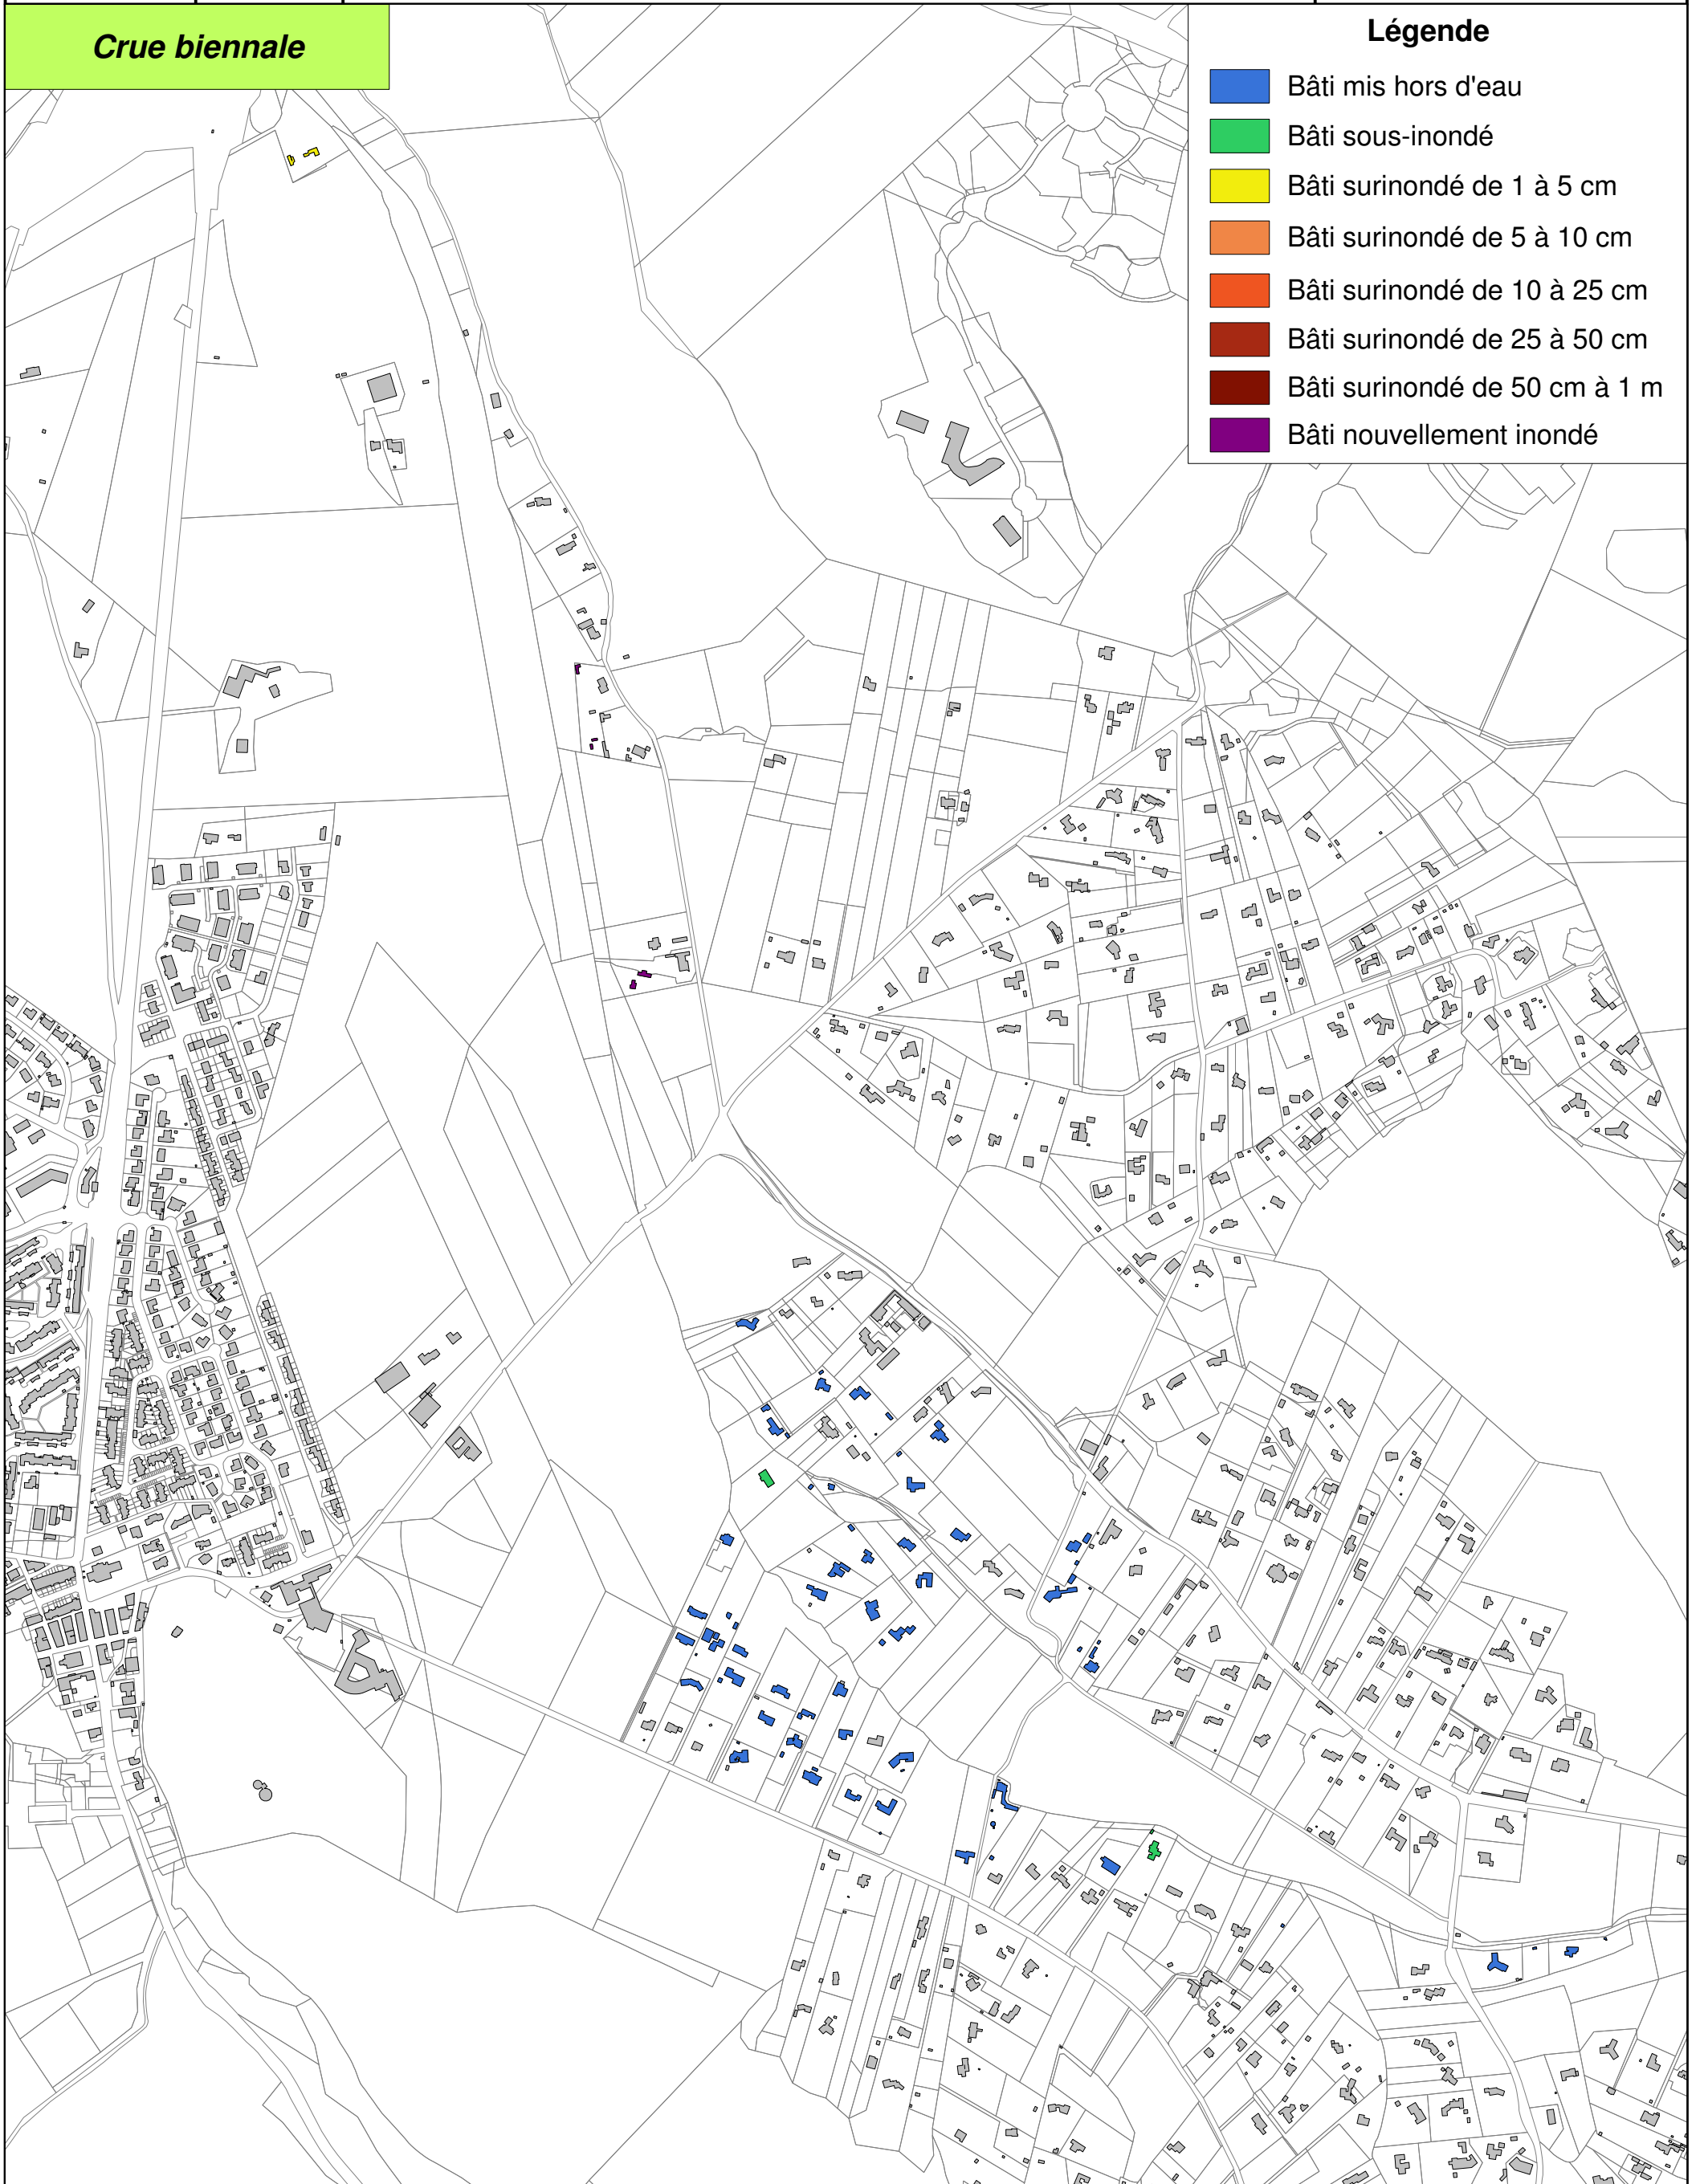 Crue biennale
Légende
Bâti mis hors d'eau
Bâti sous-inondé
Bâti surinondé de 1 à 5 cm
Bâti surinondé de 5 à 10 cm
Bâti surinondé de 10 à 25 cm
Bâti surinondé de 25 à 50 cm
Bâti surinondé de 50 cm à 1 m
Bâti nouvellement inondé